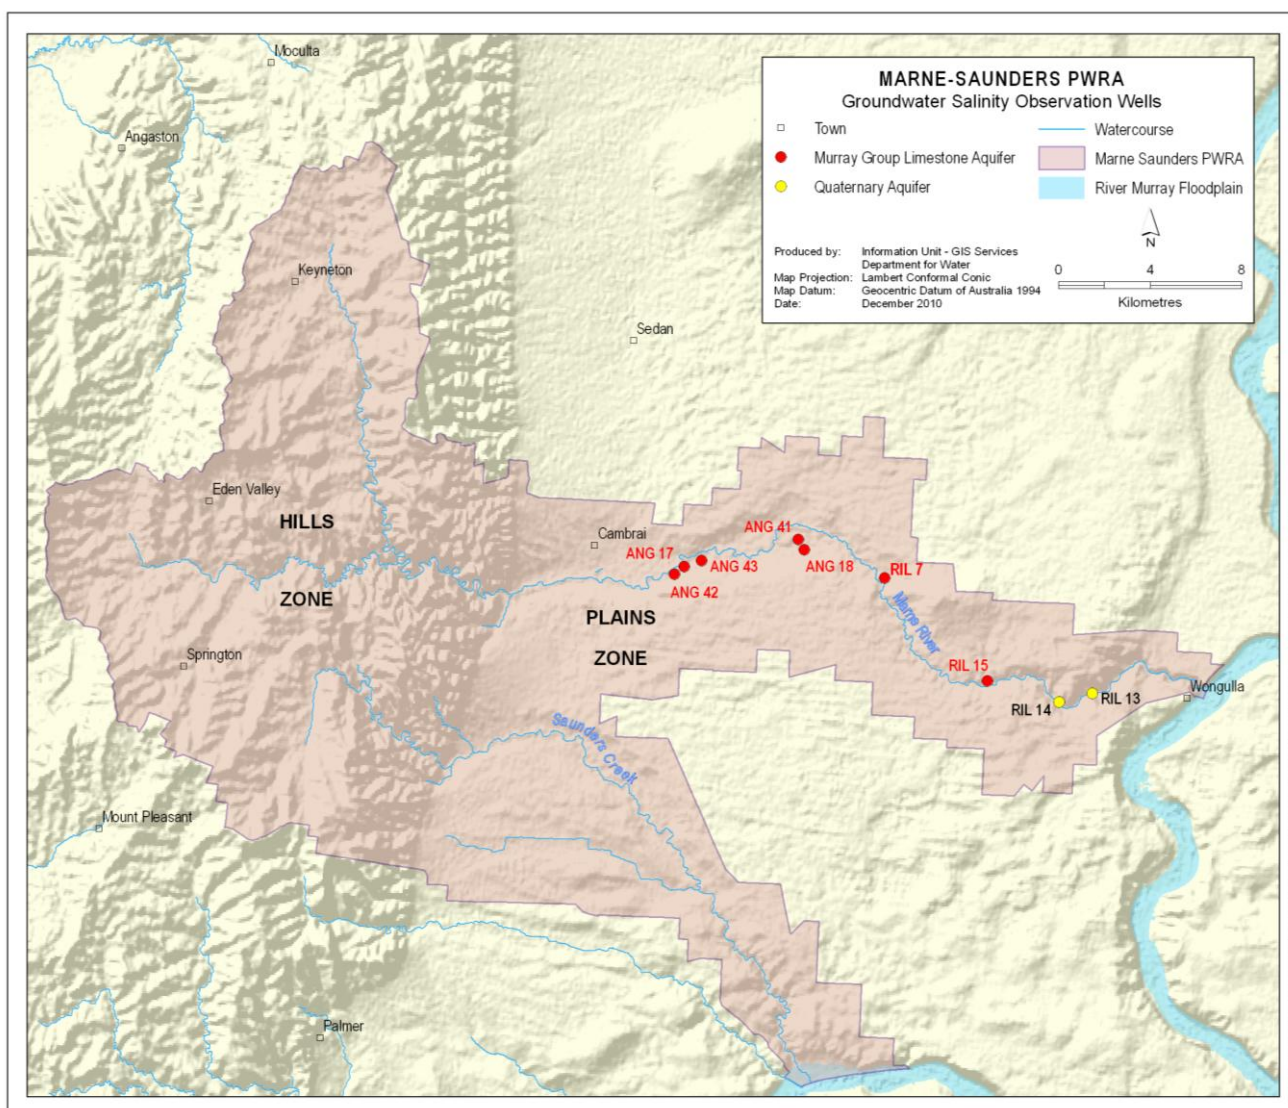 MARNE-SAUNDERS PWRA
Groundwater Salinity Observation Wells
Town
Murray Group Limestone Aquifer
Quaternary Aquifer
Watercourse
Marne Saunders PWRA
River Murray Floodplain
N
0 4 8
Kilometres
Produced by: Information Unit - GIS Services
Department for Water
Map Projection: Lambert Conformal Conic
Map Datum: Geocentric Datum of Australia 1994
Date: December 2010
Moculta
Angaston
Keyneton
Sedan
Eden Valley
HILLS
ZONE
Cambrai
ANG 41
ANG 17
ANG 43
ANG 18
ANG 42
RIL 7
PLAINS
ZONE
Marne River
Springton
RIL 15
RIL 14
RIL 13
Wongulla
Saunders Creek
Mount Pleasant
Palmer